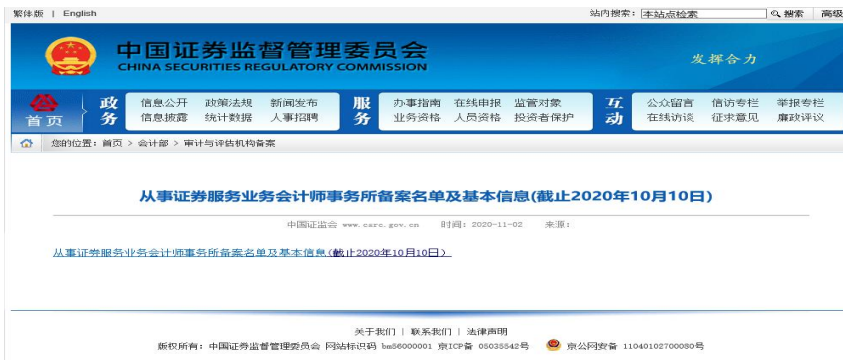 繁体版 | English 站内搜索： 本站点检索 搜索 高级
中国证券监督管理委员会
CHINA SECURITIES REGULATORY COMMISSION
发挥合力
首页
政务
信息公开 政策法规 新闻发布
信息披露 统计数据 人事招聘
服务
办事指南 在线申报 监管对象
业务资格 人员资格 投资者保护
互动
公众留言 信访专栏 举报专栏
在线访谈 征求意见 廉政评议
您的位置：首页 > 会计部 > 审计与评估机构备案
从事证券服务业务会计师事务所备案名单及基本信息(截止2020年10月10日)
中国证监会 www.csrc.gov.cn 时间：2020-11-02 来源：
从事证券服务业务会计师事务所备案名单及基本信息(截止2020年10月10日）
关于我们 | 联系我们 | 法律声明
版权所有：中国证券监督管理委员会 网站标识码 bm56000001 京ICP备 05035542号 京公网安备 11040102700080号